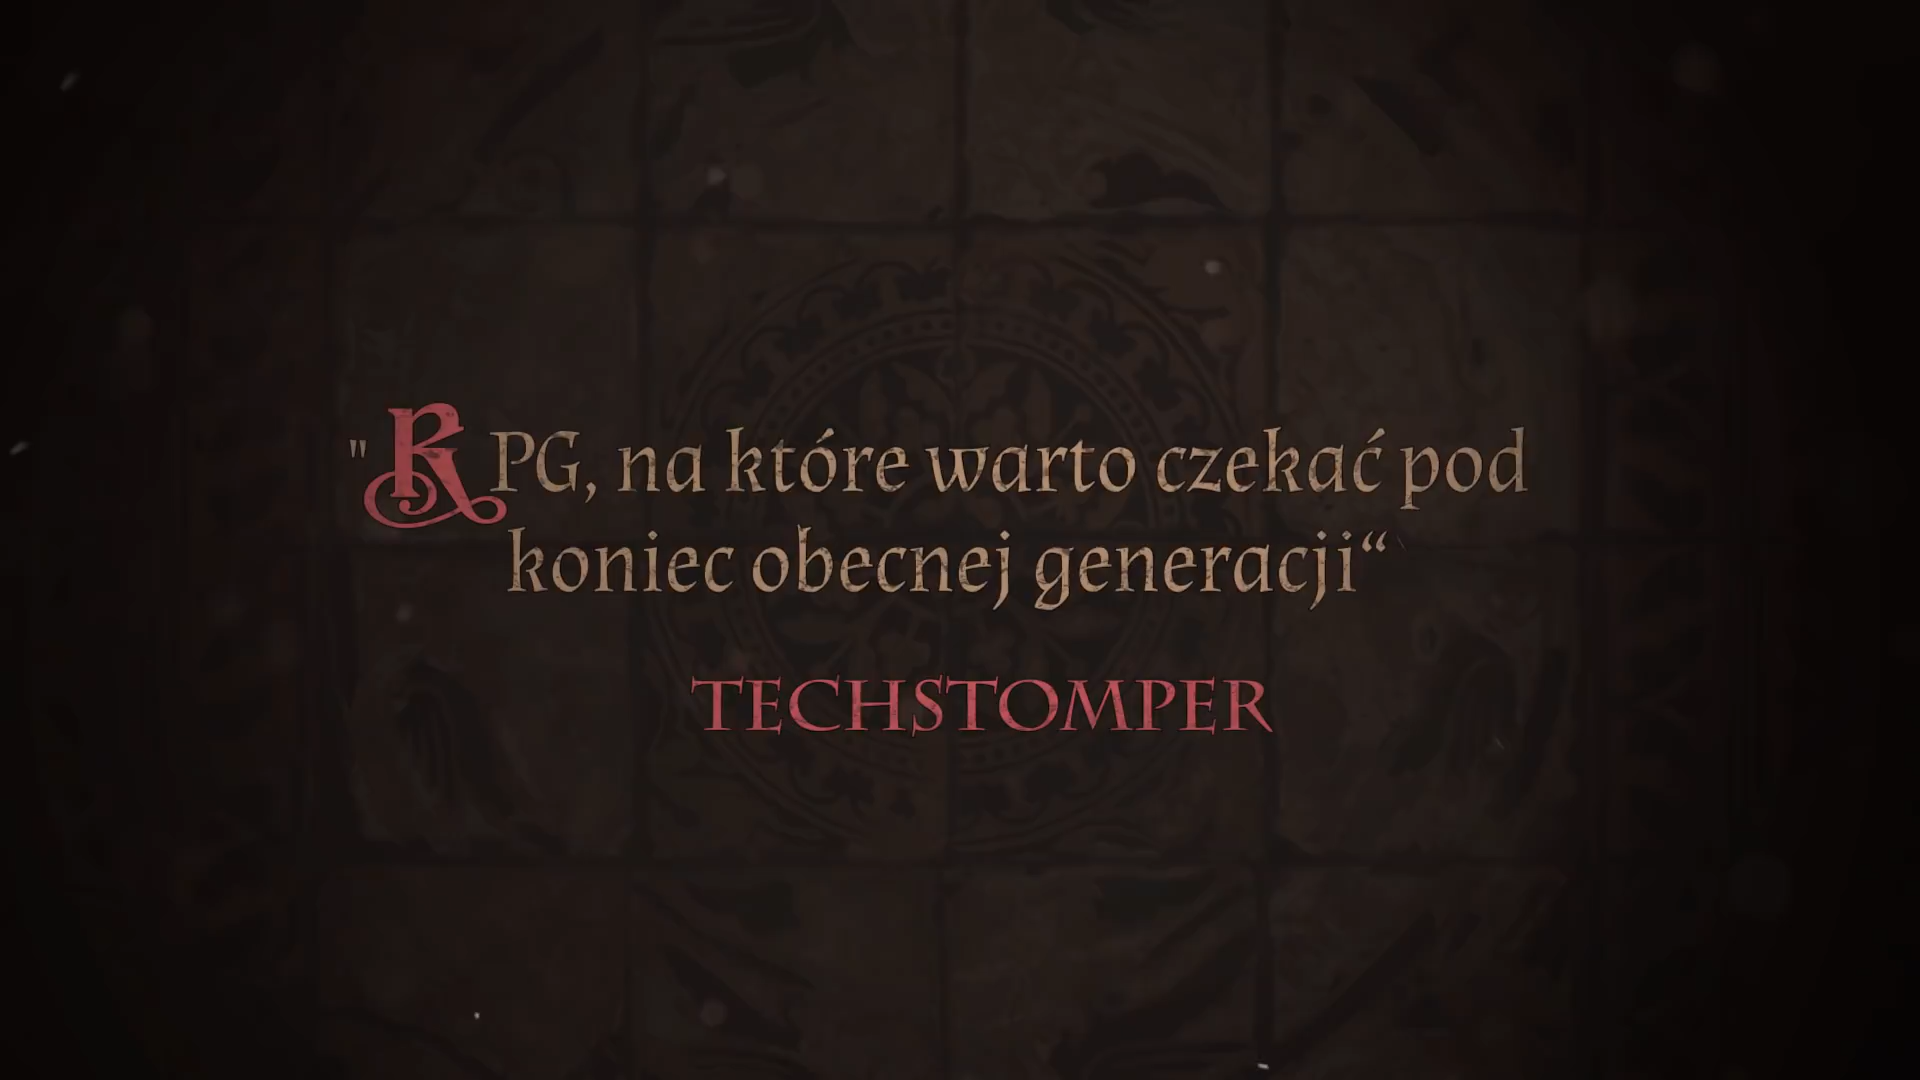 "RPG, na które warto czekać pod
koniec obecnej generacji“
TECHSTOMPER